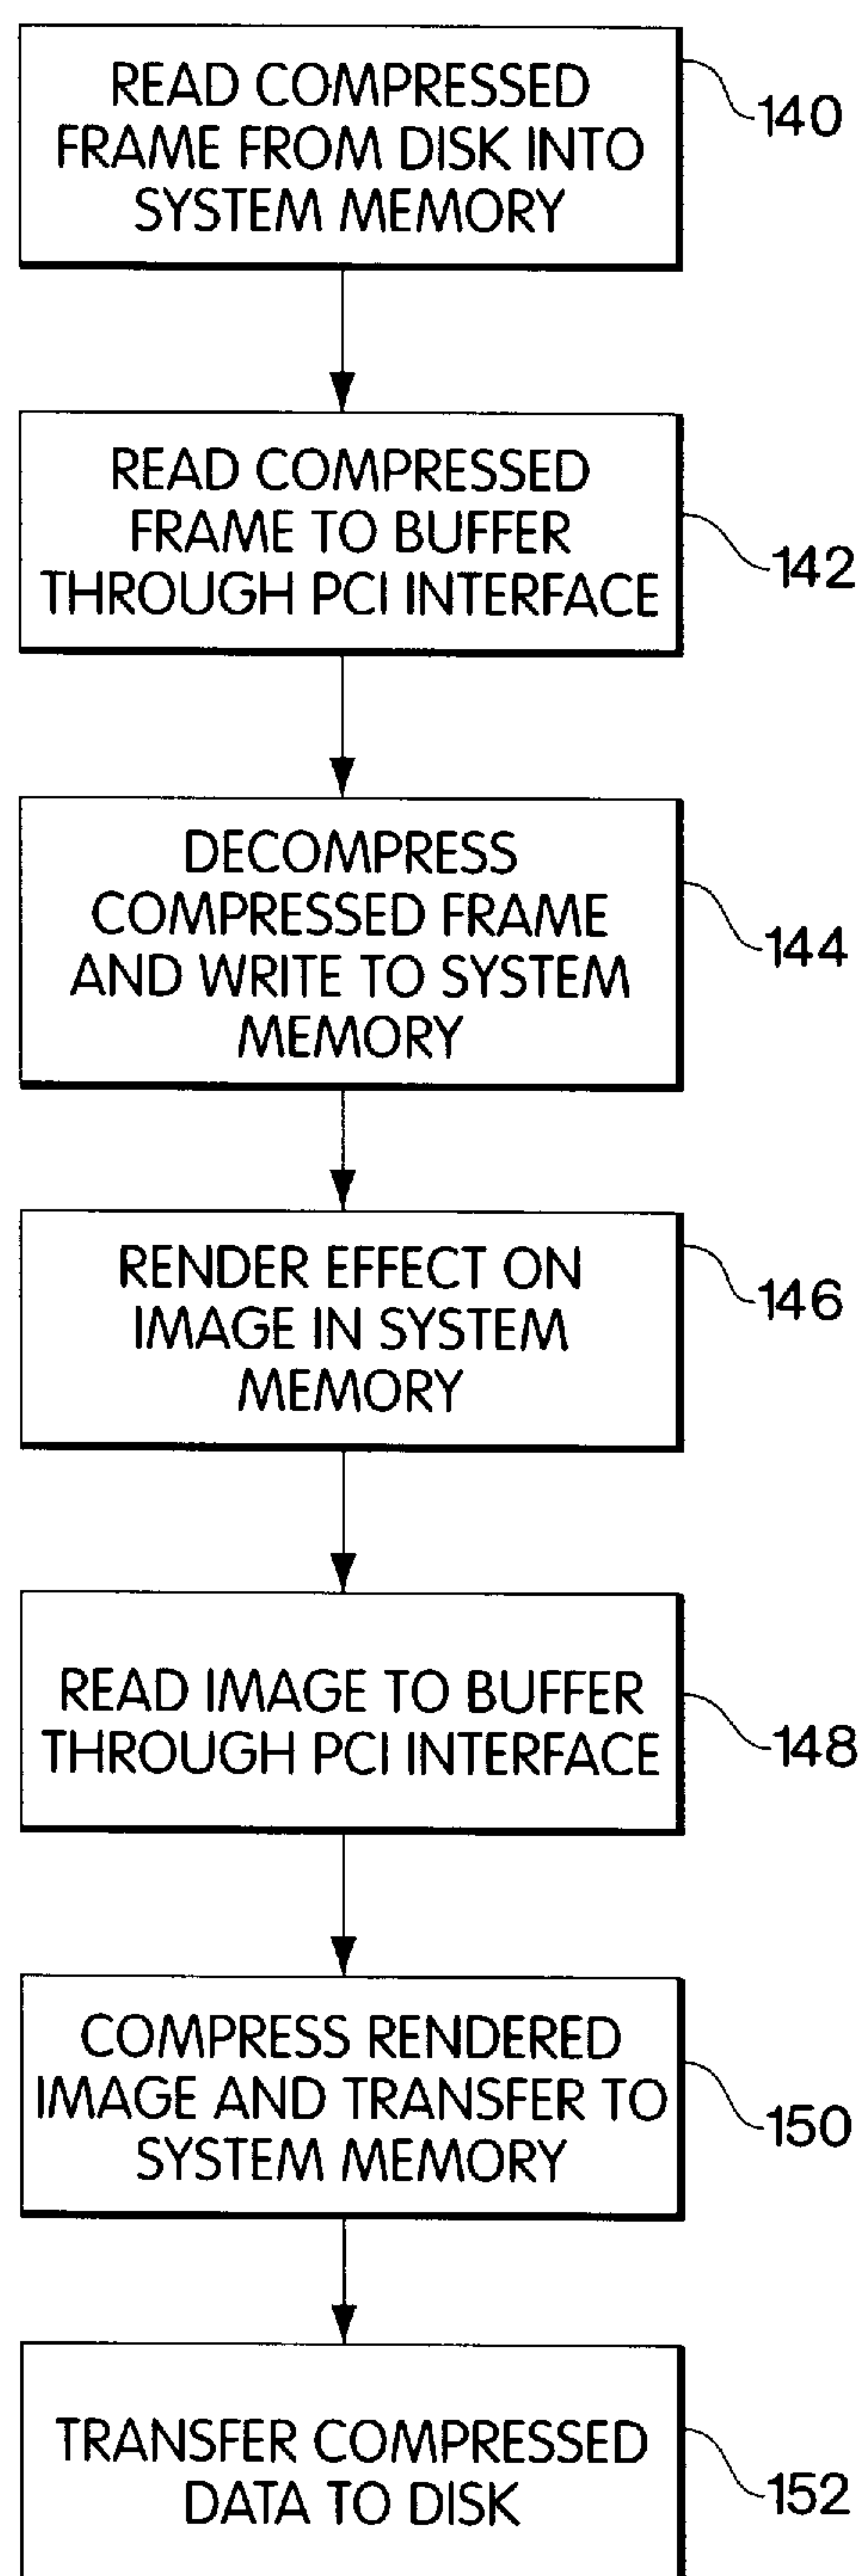 READ COMPRESSED
FRAME FROM DISK INTO
SYSTEM MEMORY
140
READ COMPRESSED
FRAME TO BUFFER
THROUGH PCI INTERFACE
142
DECOMPRESS
COMPRESSED FRAME
AND WRITE TO SYSTEM
MEMORY
144
RENDER EFFECT ON
IMAGE IN SYSTEM
MEMORY
146
READ IMAGE TO BUFFER
THROUGH PCI INTERFACE
148
COMPRESS RENDERED
IMAGE AND TRANSFER TO
SYSTEM MEMORY
150
TRANSFER COMPRESSED
DATA TO DISK
152